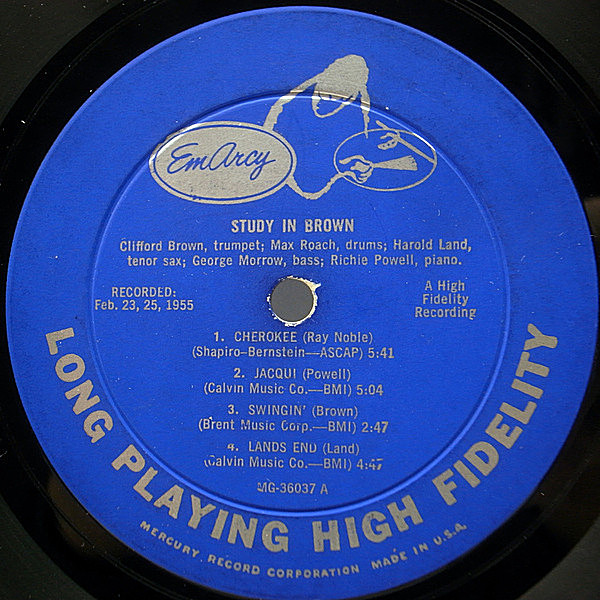 EmArcy
STUDY IN BROWN
Clifford Brown, trumpet; Max Roach, drums; Harold Land,
tenor sax; George Morrow, bass; Richie Powell, piano.
RECORDED:
Feb. 23, 25, 1955
A High
Fidelity
Recording
1. CHEROKEE (Ray Noble)
(Shapiro-Bernstein—ASCAP) 5:41
2. JACQUI (Powell)
(Calvin Music Co.—BMI) 5:04
3. SWINGIN' (Brown)
(Brent Music Corp.—BMI) 2:47
4. LANDS END (Land)
(Calvin Music Co.—BMI) 4:47
MG-36037 A
LONG PLAYING HIGH FIDELITY
MERCURY RECORD CORPORATION MADE IN U.S.A.